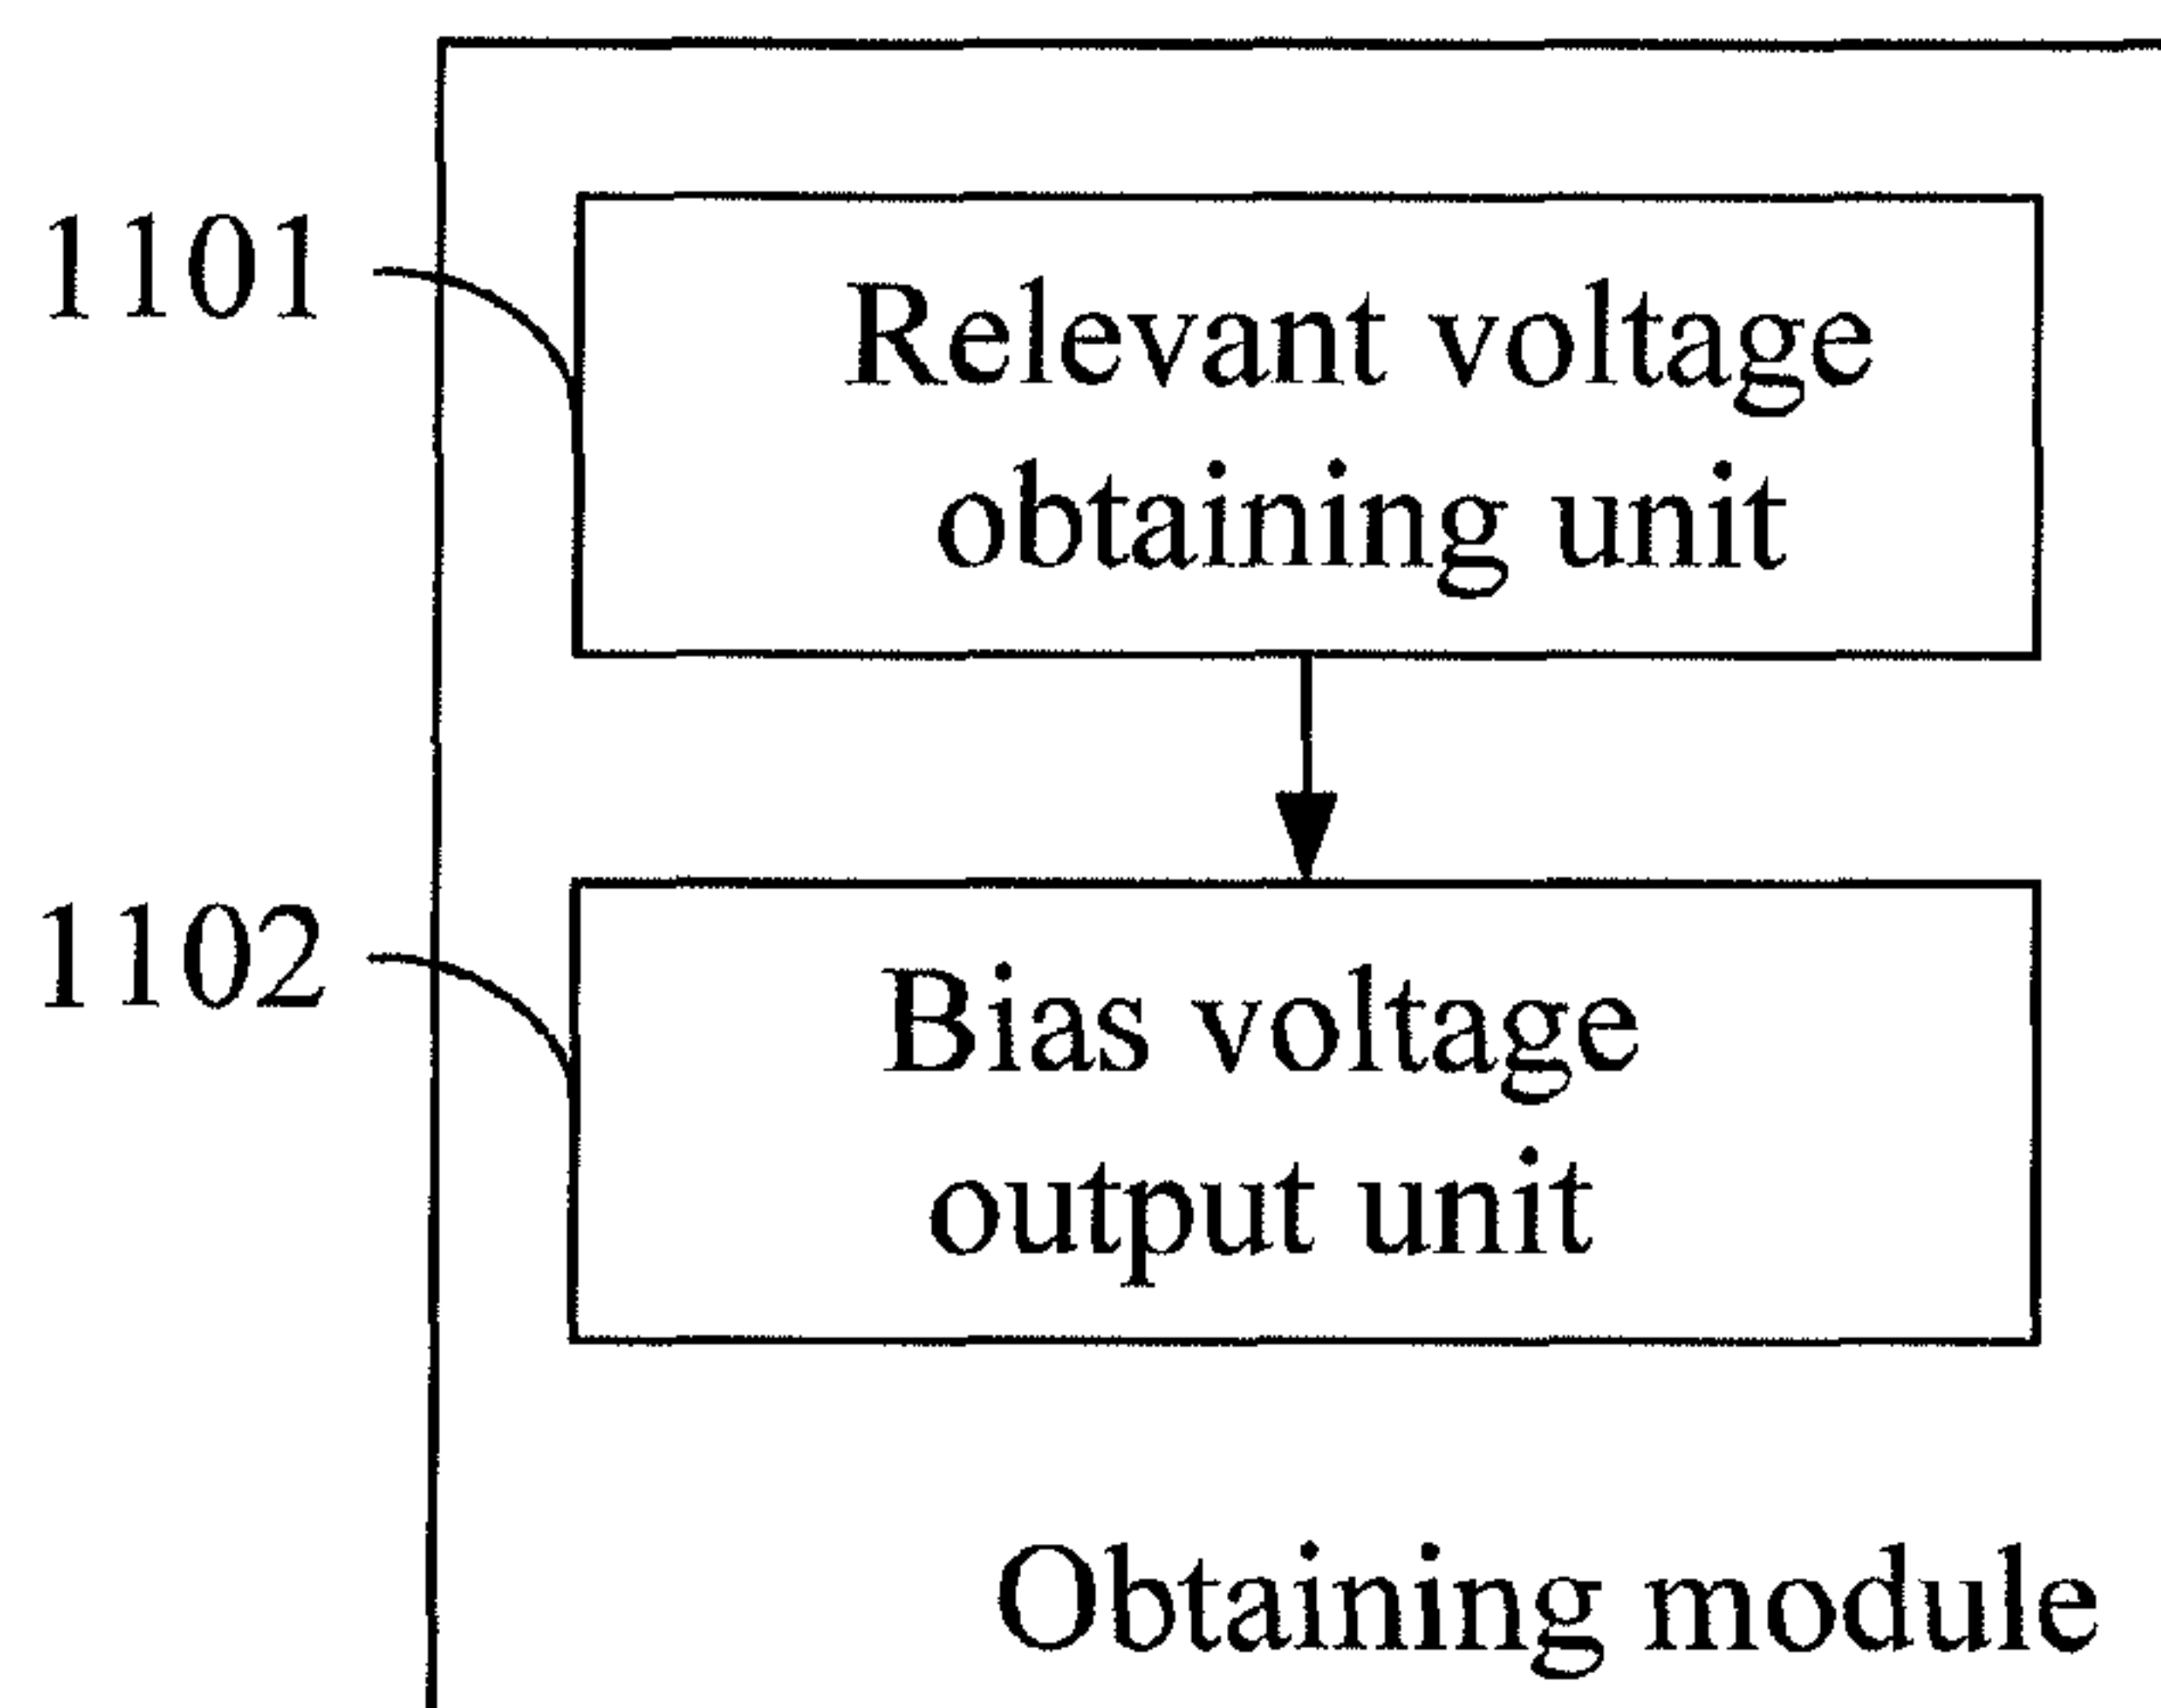 1101
Relevant voltage
obtaining unit
1102
Bias voltage
output unit
Obtaining module